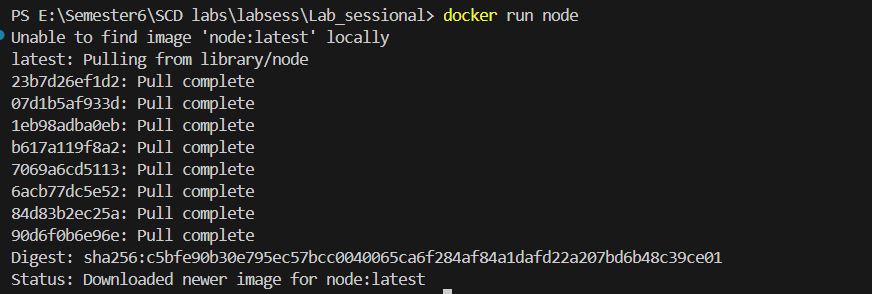 PS E:\Semester6\SCD labs\labsess\Lab_sessional> docker run node
Unable to find image 'node:latest' locally
latest: Pulling from library/node
23b7d26ef1d2: Pull complete
07d1b5af933d: Pull complete
1eb98adba0eb: Pull complete
b617a119f8a2: Pull complete
7069a6cd5113: Pull complete
6acb77dc5e52: Pull complete
84d83b2ec25a: Pull complete
90d6f0b6e96e: Pull complete
Digest: sha256:c5bfe90b30e795ec57bcc0040065ca6f284af84a1dafd22a207bd6b48c39ce01
Status: Downloaded newer image for node:latest